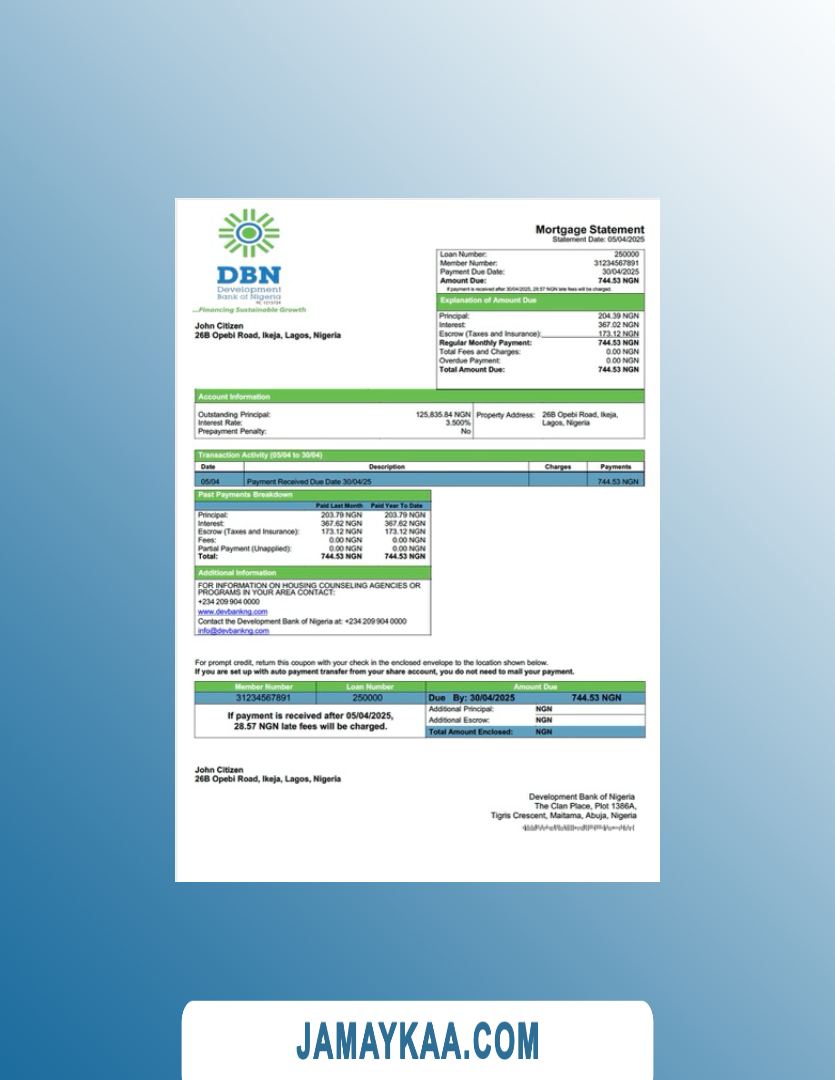 DBN
Development
Bank of Nigeria
RC 1215724
...Financing Sustainable Growth
Mortgage Statement
Statement Date: 05/04/2025
Loan Number: 250000
Member Number: 31234567891
Payment Due Date: 30/04/2025
Amount Due: 744.53 NGN
If payment is received after 30/04/2025, 28.57 NGN late fees will be charged.
Explanation of Amount Due
Principal: 204.39 NGN
Interest: 367.02 NGN
Escrow (Taxes and Insurance): 173.12 NGN
Regular Monthly Payment: 744.53 NGN
Total Fees and Charges: 0.00 NGN
Overdue Payment: 0.00 NGN
Total Amount Due: 744.53 NGN
John Citizen
26B Opebi Road, Ikeja, Lagos, Nigeria
Account Information
Outstanding Principal: 125,835.84 NGN
Interest Rate: 3.500%
Prepayment Penalty: No
Property Address: 26B Opebi Road, Ikeja,
Lagos, Nigeria
Transaction Activity (05/04 to 30/04)
Date Description Charges Payments
05/04 Payment Received Due Date 30/04/25 744.53 NGN
Past Payments Breakdown
Paid Last Month Paid Year To Date
Principal: 203.79 NGN 203.79 NGN
Interest: 367.62 NGN 367.62 NGN
Escrow (Taxes and Insurance): 173.12 NGN 173.12 NGN
Fees: 0.00 NGN 0.00 NGN
Partial Payment (Unapplied): 0.00 NGN 0.00 NGN
Total: 744.53 NGN 744.53 NGN
Additional Information
FOR INFORMATION ON HOUSING COUNSELING AGENCIES OR
PROGRAMS IN YOUR AREA CONTACT:
+234 209 904 0000
www.devbankng.com
Contact the Development Bank of Nigeria at: +234 209 904 0000
info@devbankng.com
For prompt credit, return this coupon with your check in the enclosed envelope to the location shown below.
If you are set up with auto payment transfer from your share account, you do not need to mail your payment.
Member Number Loan Number Amount Due
31234567891 250000 Due By: 30/04/2025 744.53 NGN
If payment is received after 05/04/2025,
28.57 NGN late fees will be charged.
Additional Principal: NGN
Additional Escrow: NGN
Total Amount Enclosed: NGN
John Citizen
26B Opebi Road, Ikeja, Lagos, Nigeria
Development Bank of Nigeria
The Clan Place, Plot 1386A,
Tigris Crescent, Maitama, Abuja, Nigeria
JAMAYKAA.COM